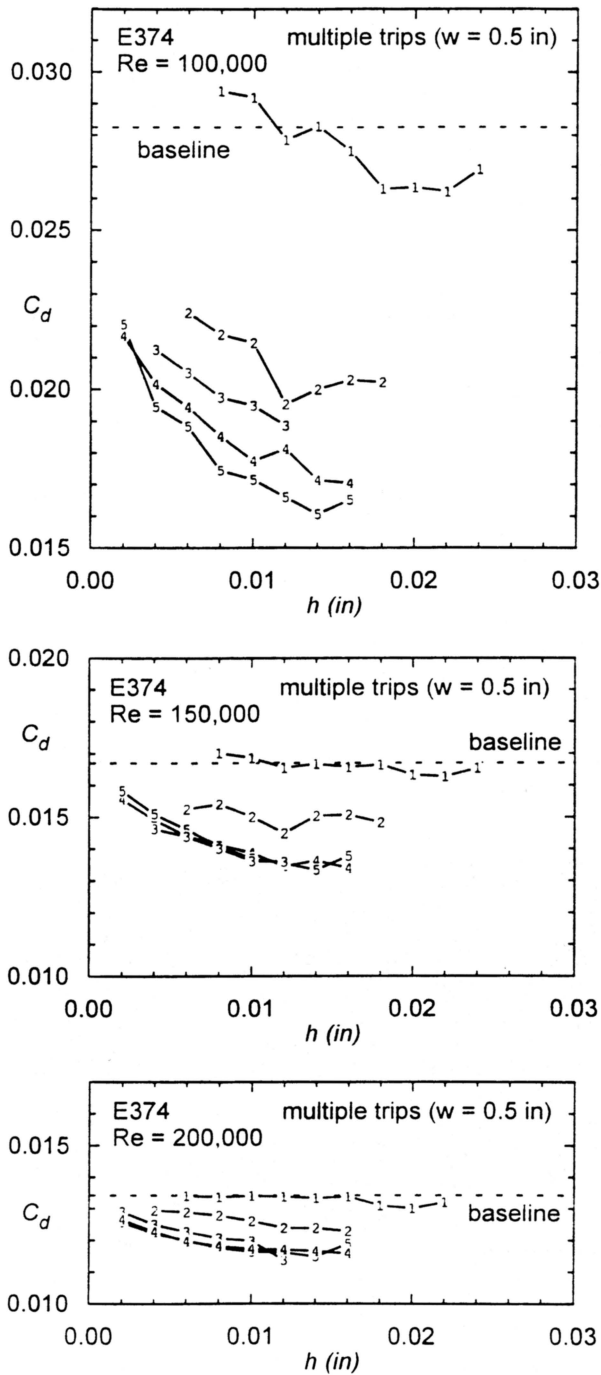 E374 multiple trips (w = 0.5 in)
Re = 100,000
0.030
baseline
0.025
C_d
0.020
0.015
0.00 0.01 0.02 0.03
h (in)
0.020
E374 multiple trips (w = 0.5 in)
Re = 150,000
C_d
baseline
0.015
0.010
0.00 0.01 0.02 0.03
h (in)
E374 multiple trips (w = 0.5 in)
Re = 200,000
0.015
C_d
baseline
0.010
0.00 0.01 0.02 0.03
h (in)